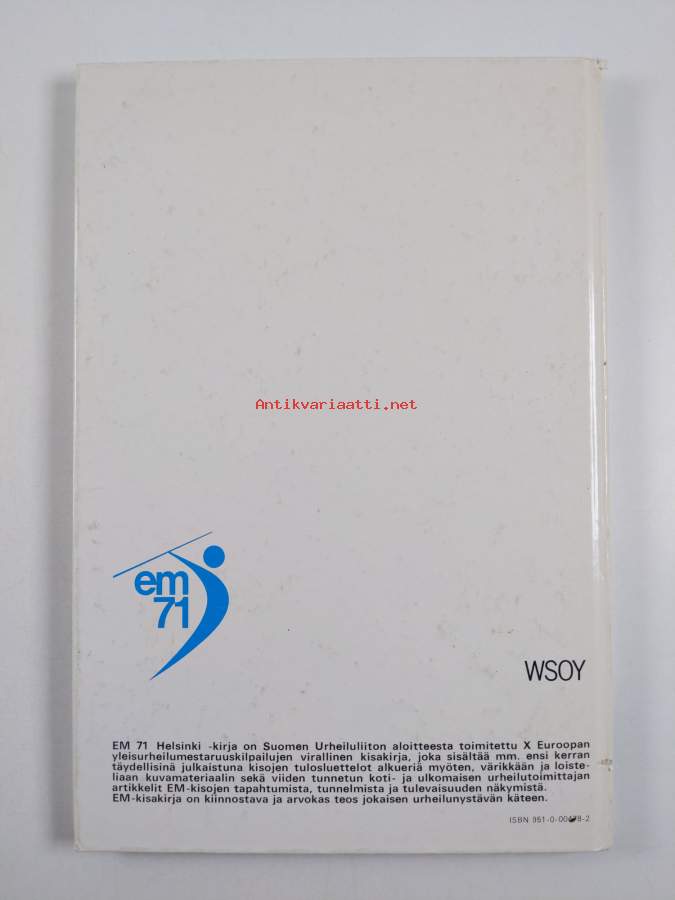 Antikvariaatti.net
em
71
WSOY
EM 71 Helsinki -kirja on Suomen Urheiluliiton aloitteesta toimitettu X Euroopan
yleisurheilumestaruuskilpailujen virallinen kisakirja, joka sisältää mm. ensi kerran
täydellisinä julkaistuna kisojen tulosluettelot alkueriä myöten, värikkään ja loiste-
liaan kuvamateriaalin sekä viiden tunnetun koti- ja ulkomaisen urheilutoimittajan
artikkelit EM-kisojen tapahtumista, tunnelmista ja tulevaisuuden näkymistä.
EM-kisakirja on kiinnostava ja arvokas teos jokaisen urheilunystävän käteen.
ISBN